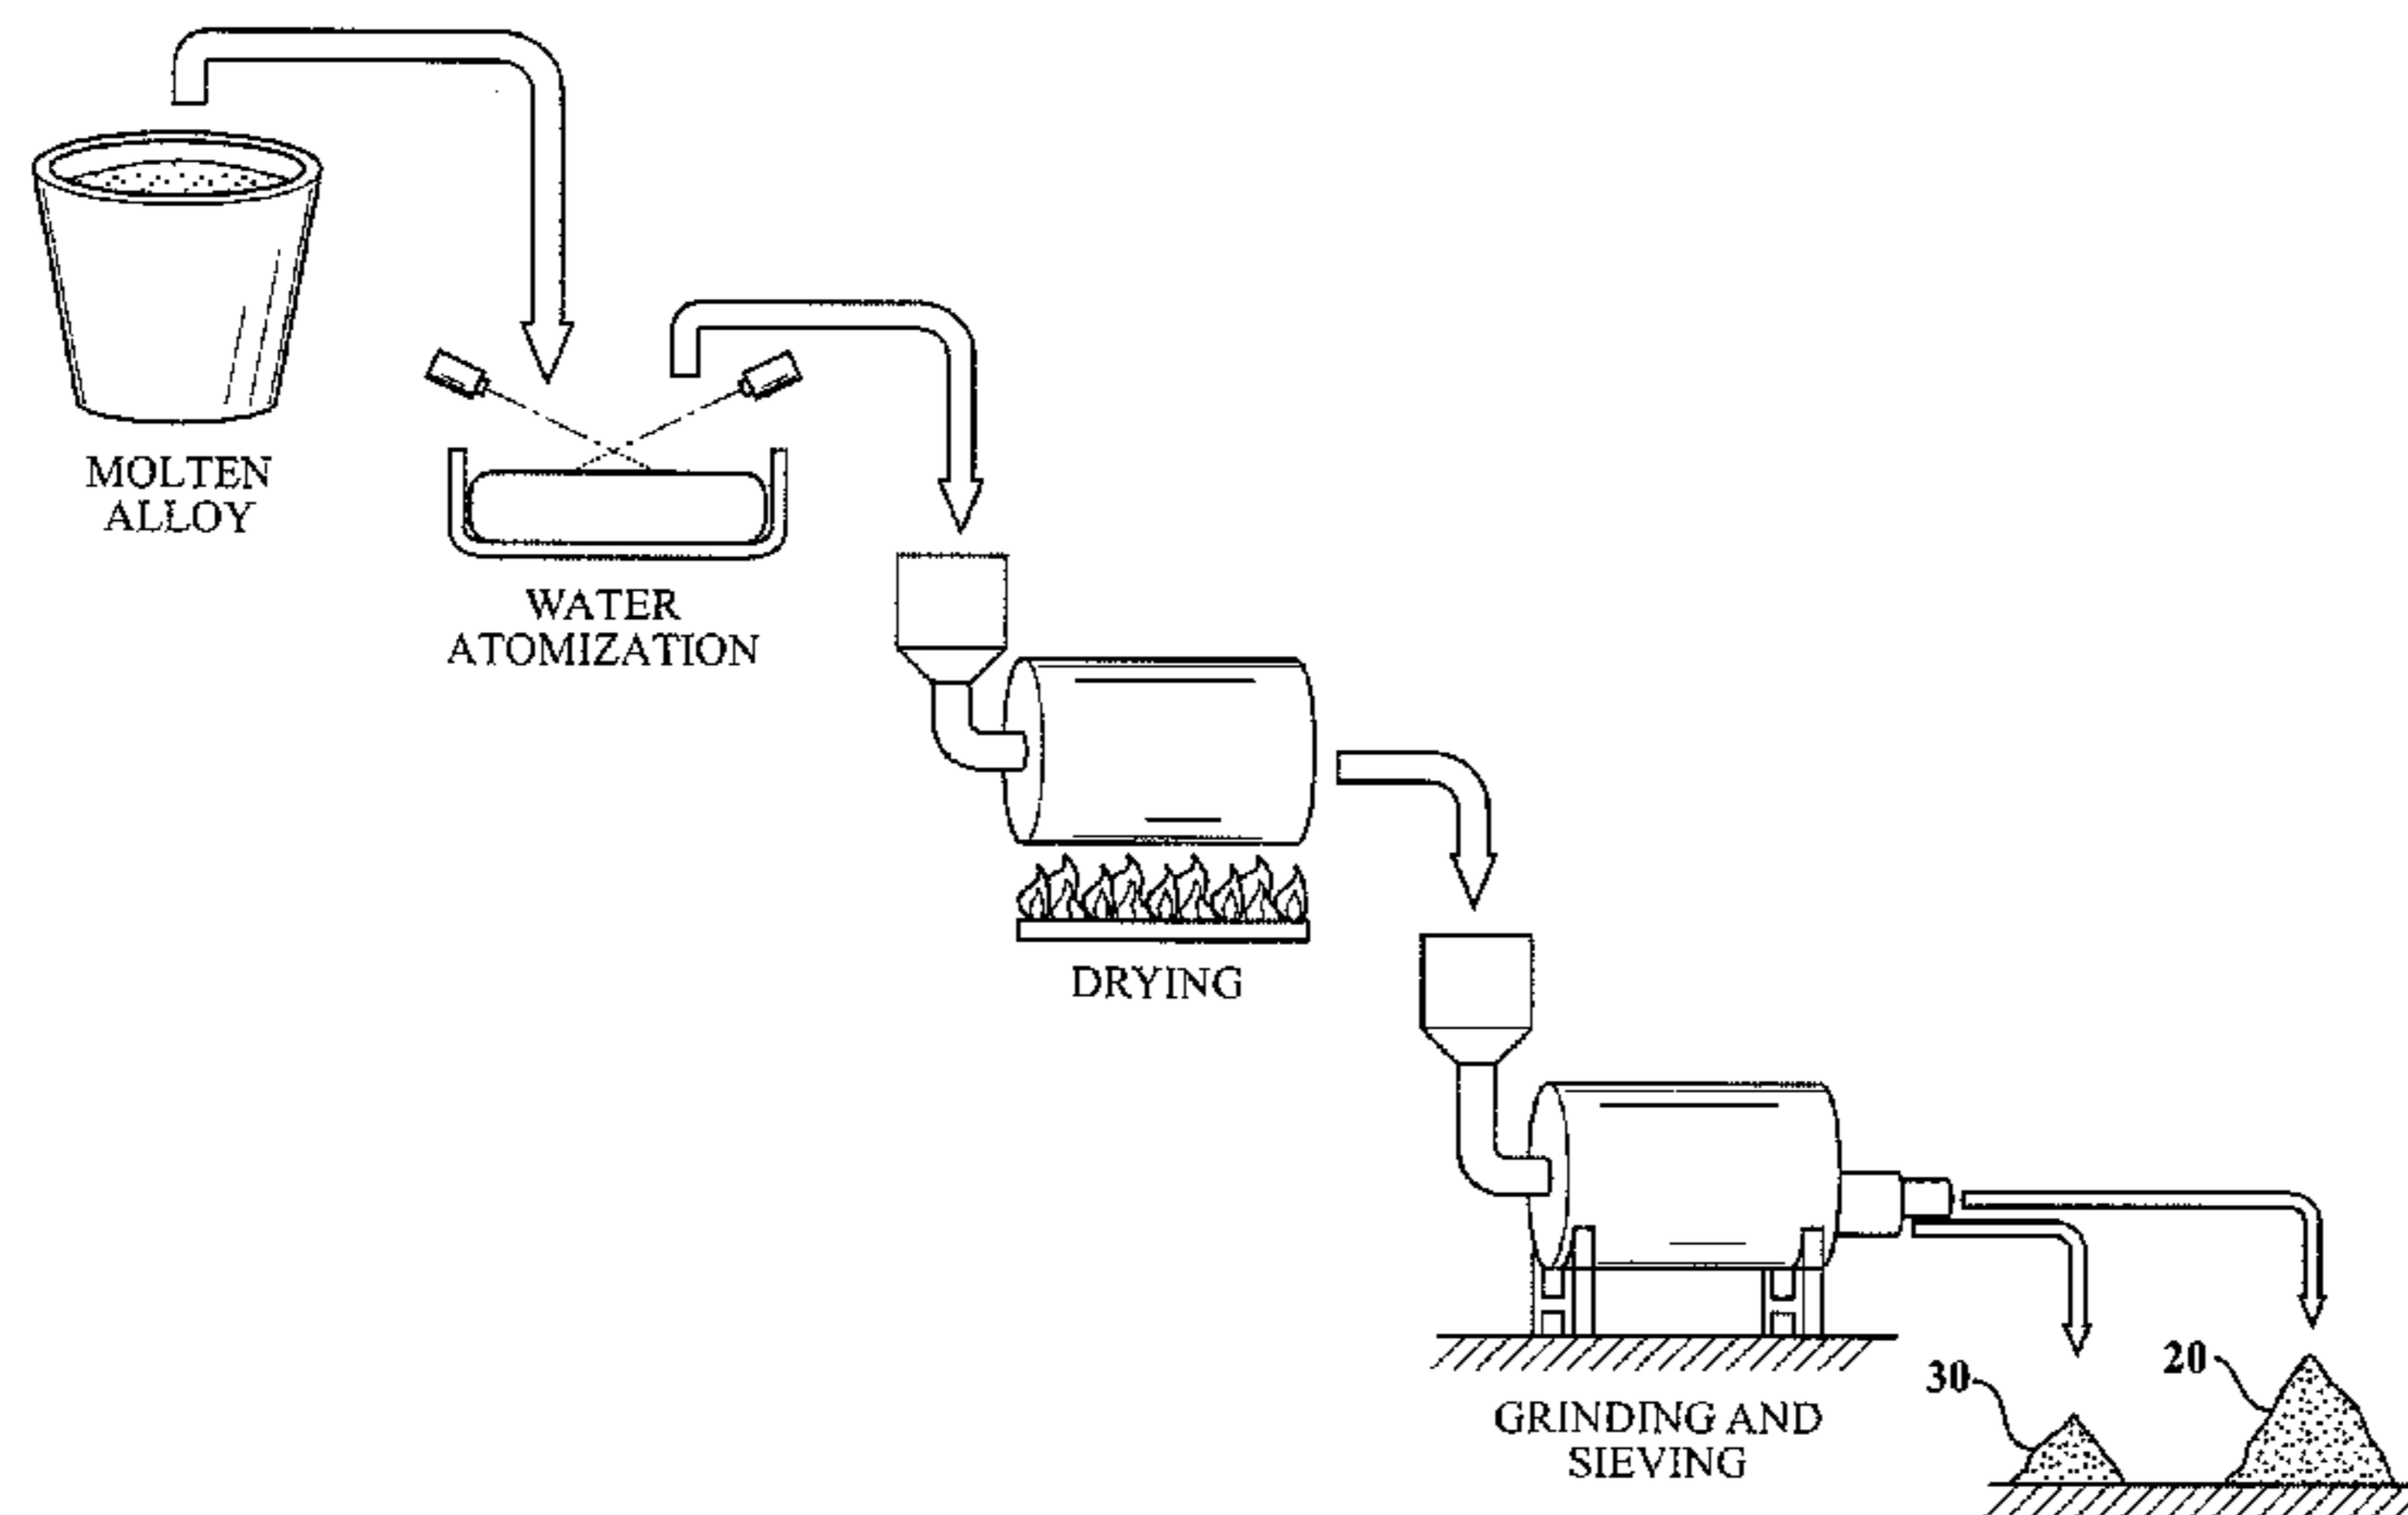 MOLTEN
ALLOY
WATER
ATOMIZATION
DRYING
GRINDING AND
SIEVING
30
20